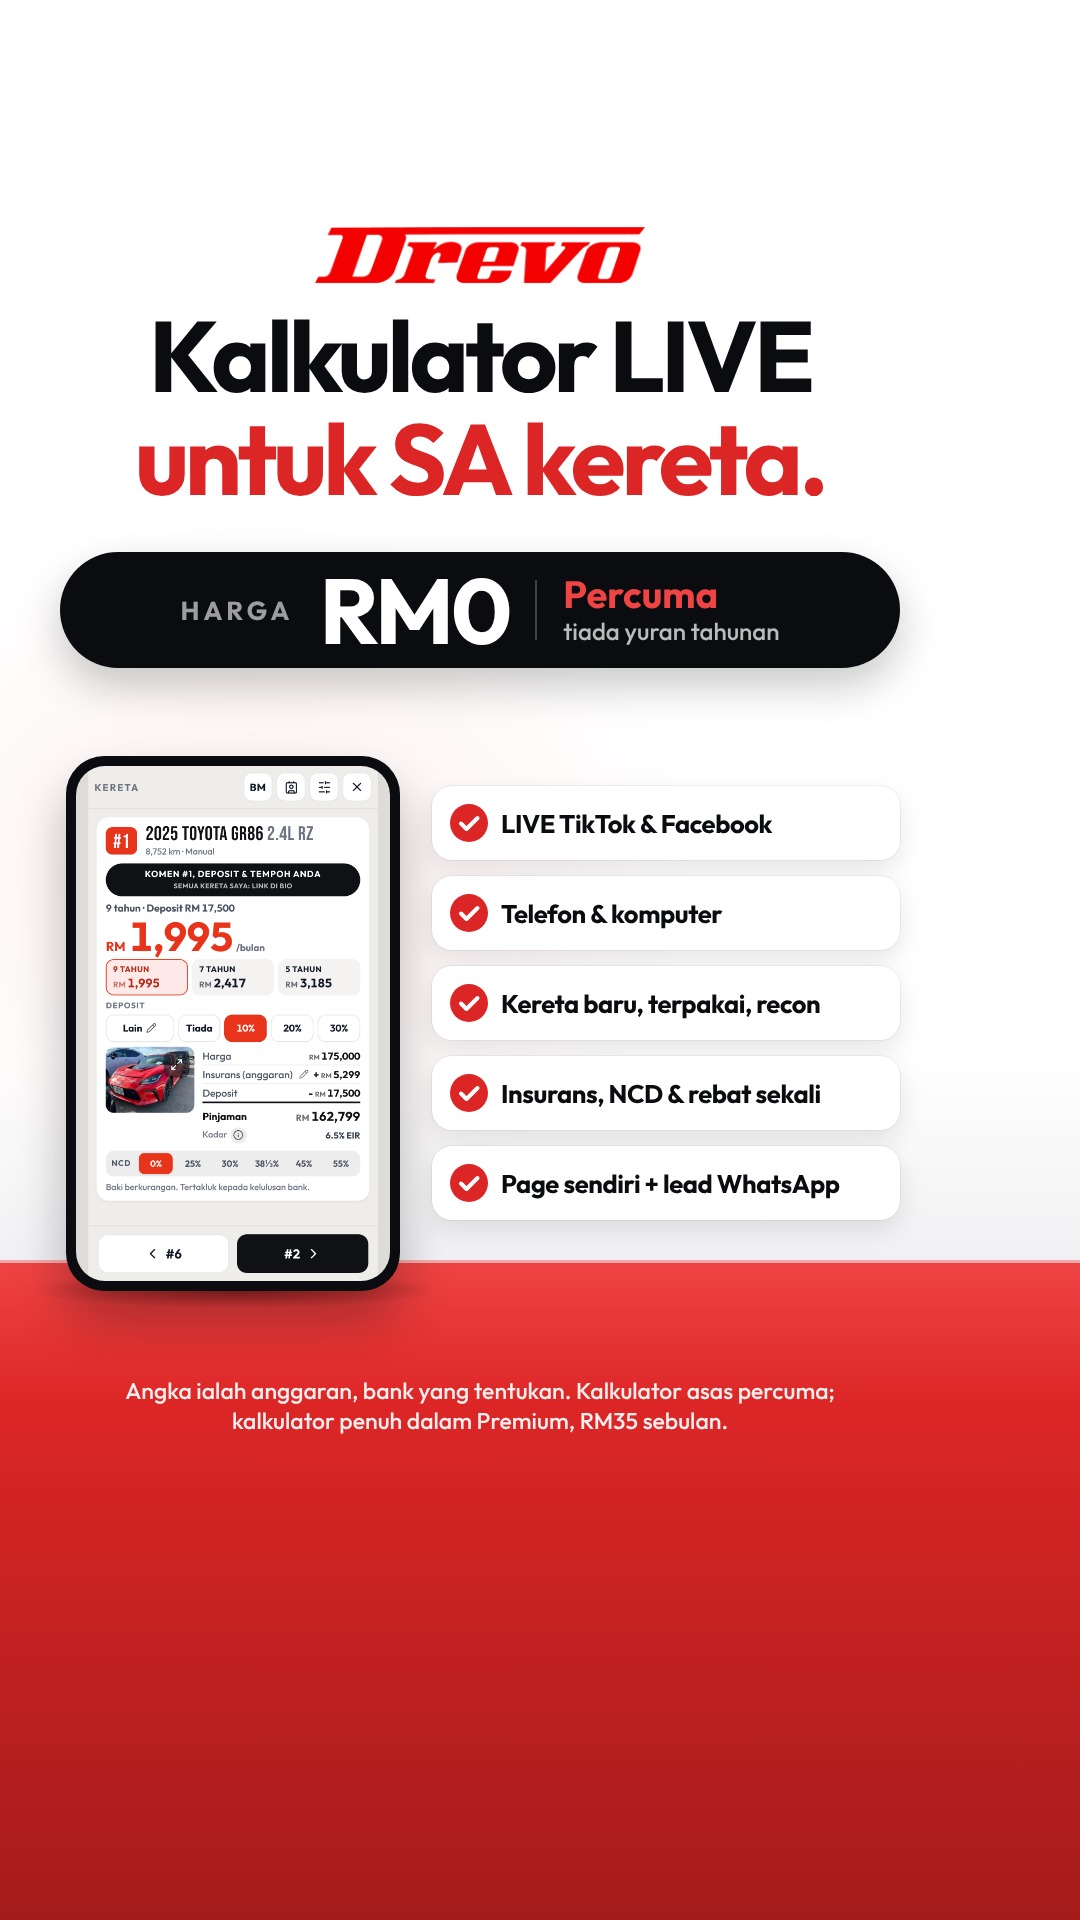 Drevo
Kalkulator LIVE
untuk SA kereta.
HARGA RM0 Percuma
tiada yuran tahunan
KERETA BM
#1 2025 TOYOTA GR86 2.4L RZ
8,752 km · Manual
KOMEN #1, DEPOSIT & TEMPOH ANDA
SEMUA KERETA SAYA: LINK DI BIO
9 tahun · Deposit RM 17,500
RM 1,995 /bulan
9 TAHUN 7 TAHUN 5 TAHUN
RM 1,995 RM 2,417 RM 3,185
DEPOSIT
Lain Tiada 10% 20% 30%
Harga RM 175,000
Insurans (anggaran) + RM 5,299
Deposit - RM 17,500
Pinjaman RM 162,799
Kadar 6.5% EIR
NCD 0% 25% 30% 38⅓% 45% 55%
Baki berkurangan. Tertakluk kepada kelulusan bank.
#6 #2
LIVE TikTok & Facebook
Telefon & komputer
Kereta baru, terpakai, recon
Insurans, NCD & rebat sekali
Page sendiri + lead WhatsApp
Angka ialah anggaran, bank yang tentukan. Kalkulator asas percuma;
kalkulator penuh dalam Premium, RM35 sebulan.